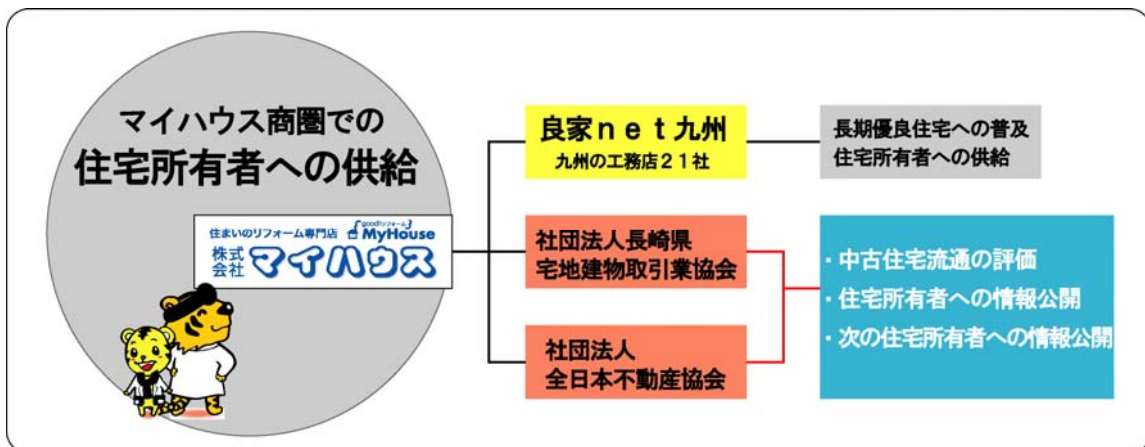 マイハウス商圏での
住宅所有者への供給
住まいのリフォーム専門店
goodリフォーム
MyHouse
株式
会社
マイハウス
良家net九州
九州の工務店21社
長期優良住宅への普及
住宅所有者への供給
社団法人長崎県
宅地建物取引業協会
社団法人
全日本不動産協会
・中古住宅流通の評価
・住宅所有者への情報公開
・次の住宅所有者への情報公開